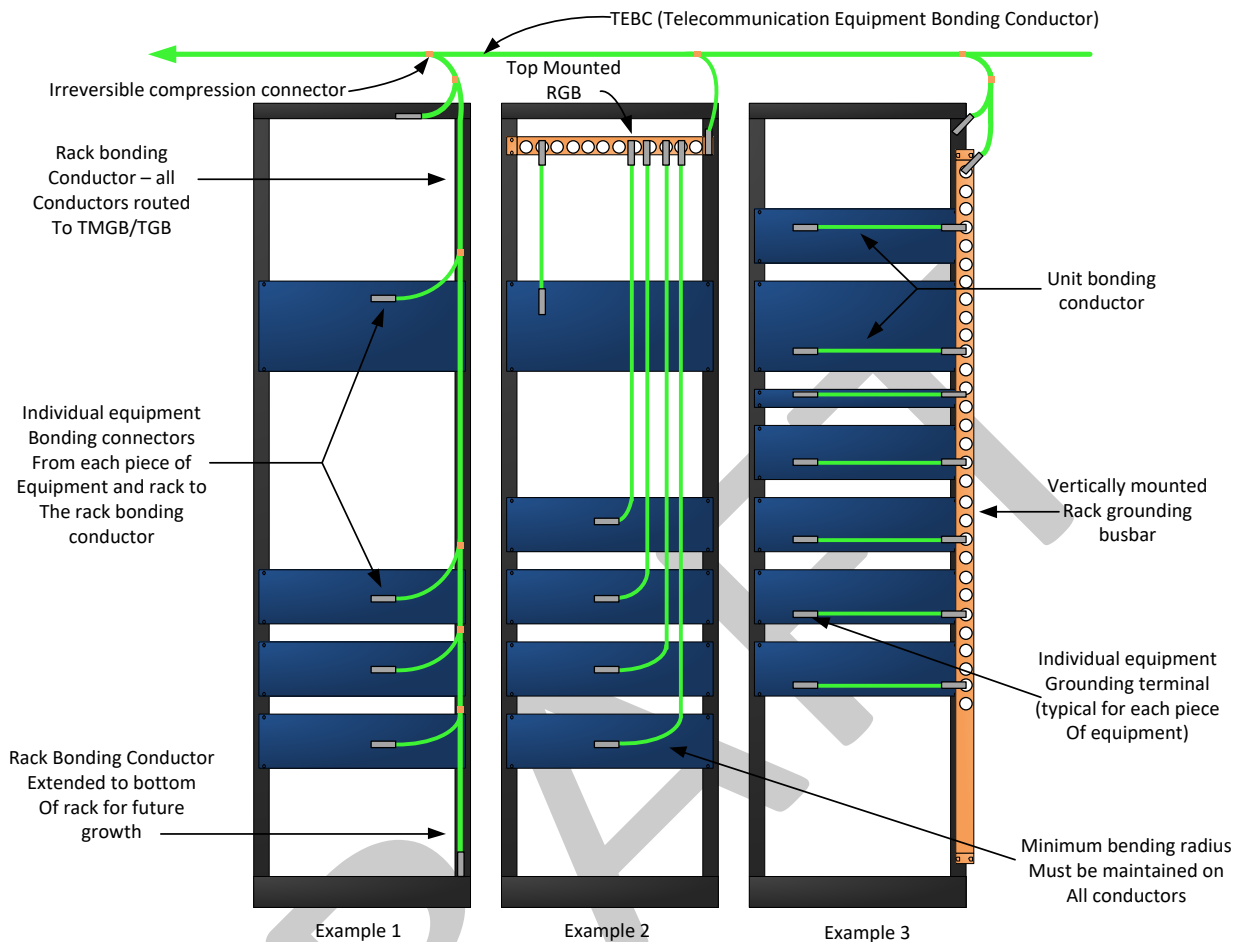 TEBC (Telecommunication Equipment Bonding Conductor)
Irreversible compression connector
Top Mounted
RGB
Rack bonding
Conductor – all
Conductors routed
To TMGB/TGB
Unit bonding
conductor
Individual equipment
Bonding connectors
From each piece of
Equipment and rack to
The rack bonding
conductor
Vertically mounted
Rack grounding
busbar
Individual equipment
Grounding terminal
(typical for each piece
Of equipment)
Rack Bonding Conductor
Extended to bottom
Of rack for future
growth
Minimum bending radius
Must be maintained on
All conductors
Example 1
Example 2
Example 3
DRAFT